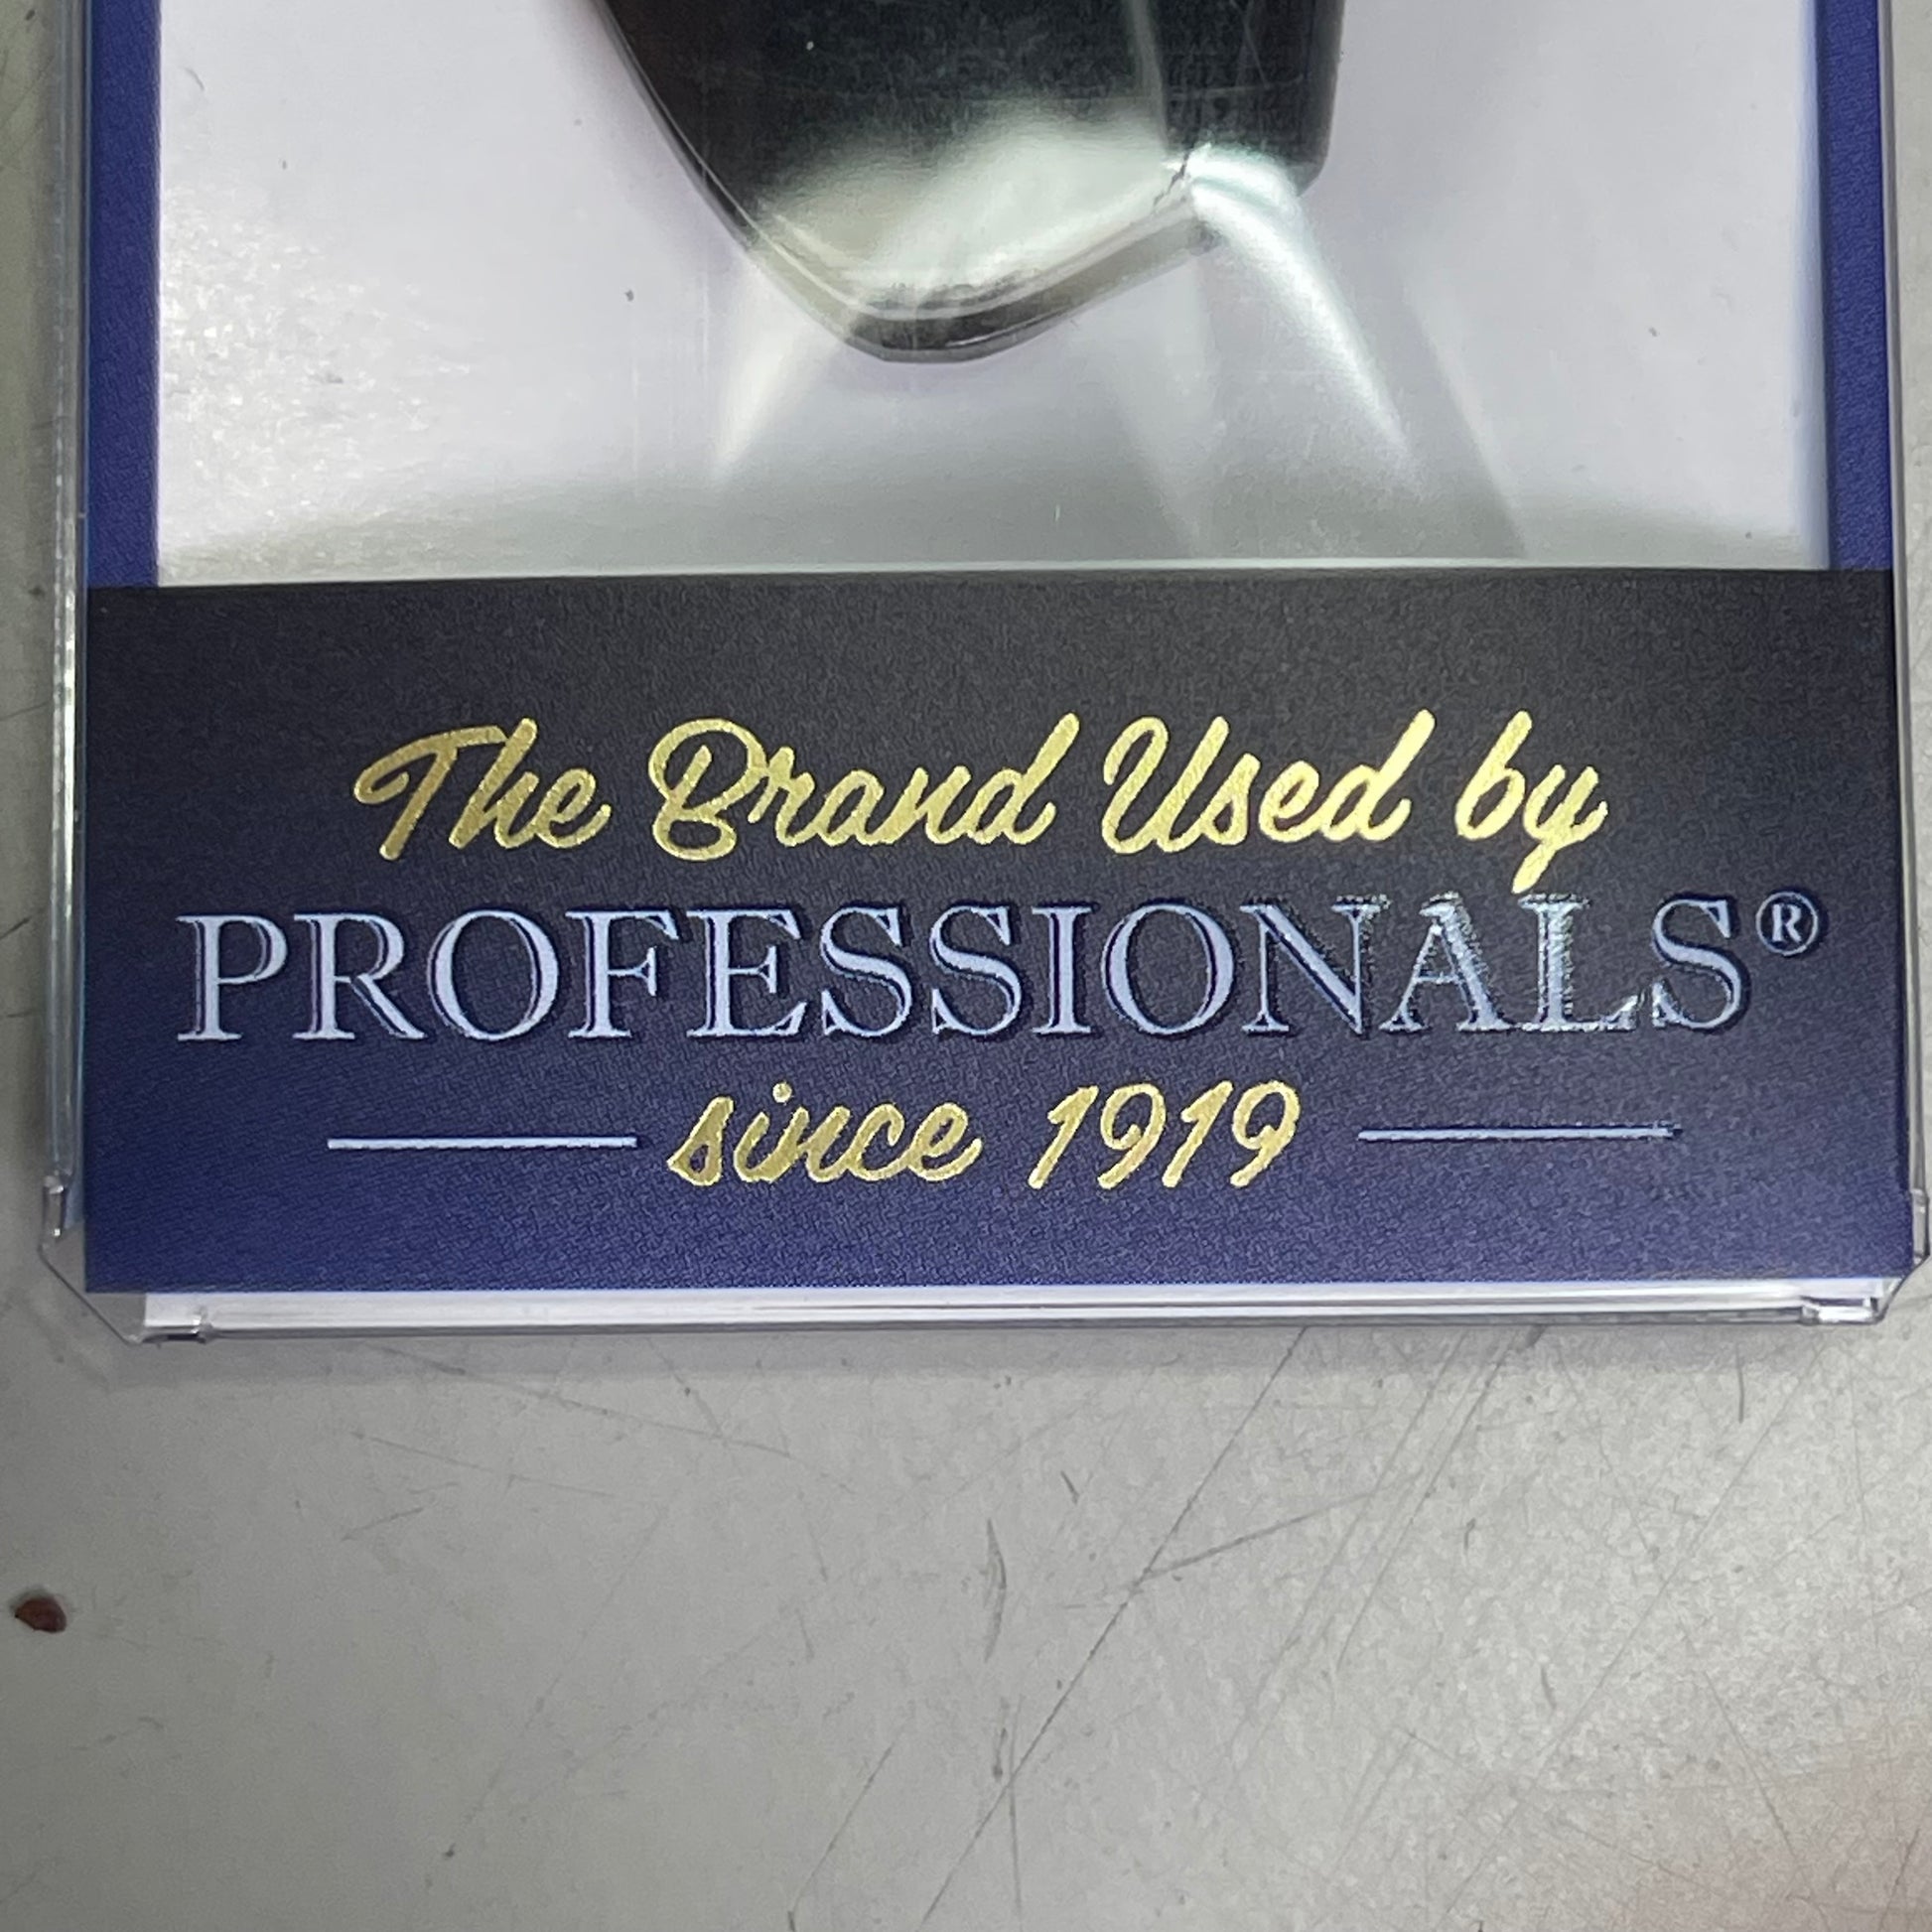 The Brand Used by
PROFESSIONALS®
since 1919